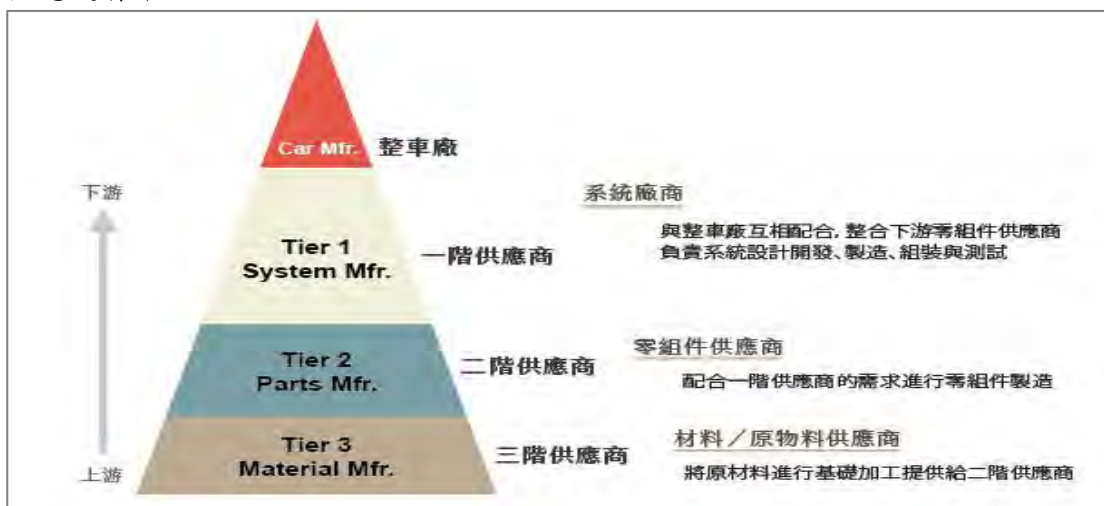 Car Mfr.
整車廠
下游
系統廠商
與整車廠互相配合,整合下游零組件供應商
負責系統設計開發、製造、組裝與測試
Tier 1
System Mfr.
一階供應商
零組件供應商
Tier 2
Parts Mfr.
二階供應商
配合一階供應商的需求進行零組件製造
材料／原物料供應商
Tier 3
Material Mfr.
三階供應商
上游
將原材料進行基礎加工提供給二階供應商